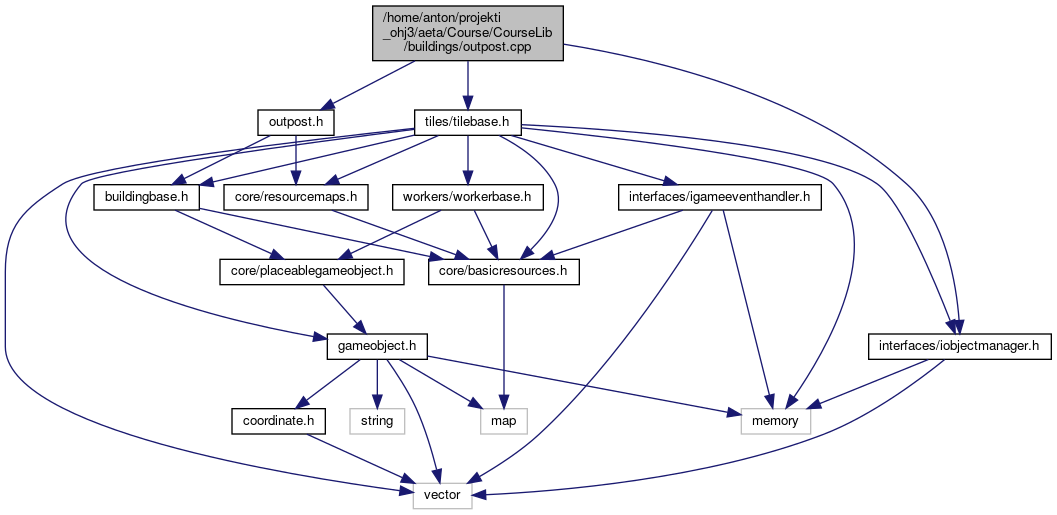 /home/anton/projekti
_ohj3/aeta/Course/CourseLib
/buildings/outpost.cpp
outpost.h
tiles/tilebase.h
buildingbase.h
core/resourcemaps.h
workers/workerbase.h
interfaces/igameeventhandler.h
core/placeablegameobject.h
core/basicresources.h
gameobject.h
interfaces/iobjectmanager.h
coordinate.h
string
map
memory
vector